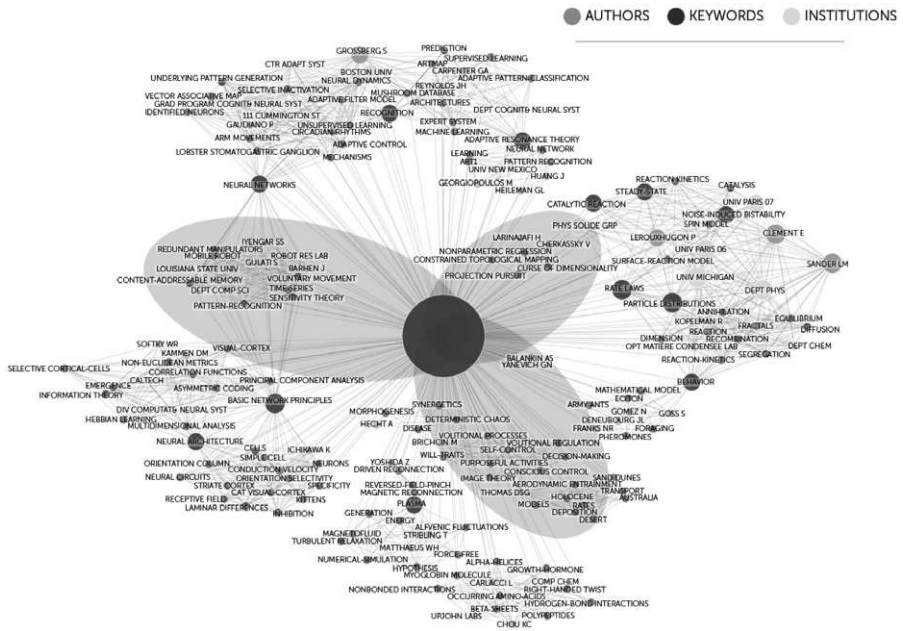 AUTHORS KEYWORDS INSTITUTIONS
GROSSBERG S
PREDICTION
SUPERVISED LEARNING
CTR ADAPT SYST
ARTMAP
CARPENTER GA
BOSTON UNIV
UNDERLYING PATTERN GENERATION
NEURAL DYNAMICS
REYNOLDS JH
ADAPTIVE PATTERN CLASSIFICATION
SELECTIVE INACTIVATION
MUSHROOM DATABASE
VECTOR ASSOCIATIVE MAP
ADAPTIVE FILTER MODEL
ARCHITECTURES
GRAD PROGRAM COGNIT& NEURAL SYST
DEPT COGNIT& NEURAL SYST
IDENTIFIED NEURONS
111 CUMMINGTON ST
RECOGNITION
EXPERT SYSTEM
GAUDIANO P
UNSUPERVISED LEARNING
CIRCADIAN RHYTHMS
MACHINE LEARNING
ARM MOVEMENTS
ADAPTIVE CONTROL
ADAPTIVE RESONANCE THEORY
NEURAL NETWORK
LOBSTER STOMATOGASTRIC GANGLION
MECHANISMS
LEARNING
ART1
PATTERN RECOGNITION
UNIV NEW MEXICO
HUANG J
NEURAL NETWORKS
GEORGIOPOULOS M
HEILEMAN GL
REACTION KINETICS
CATALYSIS
STEADY-STATE
CATALYTIC REACTION
UNIV PARIS 07
NOISE-INDUCED BISTABILITY
PHYS SOLIDE GRP
SPIN MODEL
CLEMENT E
LARINAJAFI H
LEROUXHUGON P
CHERKASSKY V
IYENGAR SS
REDUNDANT MANIPULATORS
ROBOT RES LAB
NONPARAMETRIC REGRESSION
UNIV PARIS 06
MOBILE ROBOT
GULATI S
CONSTRAINED TOPOLOGICAL MAPPING
SURFACE-REACTION MODEL
SANDER LM
LOUISIANA STATE UNIV
BARHEN J
CURSE OF DIMENSIONALITY
CONTENT-ADDRESSABLE MEMORY
VOLUNTARY MOVEMENT
PROJECTION PURSUIT
UNIV MICHIGAN
DEPT COMP SCI
TIME-SERIES
RATE LAWS
DEPT PHYS
SENSITIVITY THEORY
PARTICLE DISTRIBUTIONS
PATTERN-RECOGNITION
ANNIHILATION
KOPELMAN R
EQUILIBRIUM
FRACTALS
DIFFUSION
REACTION
DIMENSION
RECOMBINATION
DEPT CHEM
OPT MATIERE CONDENSEE LAB
SEGREGATION
SOFTKY WR
VISUAL-CORTEX
KAMMEN DM
BALANKIN AS
REACTION-KINETICS
NON-EUCLIDEAN METRICS
YANEVICH GN
SELECTIVE CORTICAL-CELLS
CORRELATION FUNCTIONS
CALTECH
PRINCIPAL COMPONENT ANALYSIS
BEHAVIOR
EMERGENCE
ASYMMETRIC CODING
MATHEMATICAL MODEL
INFORMATION THEORY
BASIC NETWORK PRINCIPLES
ECITON
SYNERGETICS
ARMY ANTS
DIV COMPUTAT& NEURAL SYST
MORPHOGENESIS
GOMEZ N
GOSS S
HEBBIAN LEARNING
HECHT A
DETERMINISTIC CHAOS
DENEUBOURG JL
MULTIDIMENSIONAL ANALYSIS
DISEASE
FRANKS NR
FORAGING
VOLITIONAL PROCESSES
PHEROMONES
NEURAL ARCHITECTURE
BRICHCIN M
VOLITIONAL REGULATION
CELLS
ICHIKAWA K
SELF-CONTROL
SIMPLE CELL
WILL-TRAITS
DECISION-MAKING
ORIENTATION COLUMN
NEURONS
YOSHIDA Z
PURPOSEFUL ACTIVITIES
CONDUCTION VELOCITY
DRIVEN RECONNECTION
CONSCIOUS CONTROL
NEURAL CIRCUITS
ORIENTATION SELECTIVITY
IMAGE THEORY
SAND DUNES
STRIATE CORTEX
SPECIFICITY
REVERSED-FIELD-PINCH
AERODYNAMIC ENTRAINMENT
CAT VISUAL-CORTEX
MAGNETIC RECONNECTION
THOMAS DSG
TRANSPORT
RECEPTIVE FIELD
KITTENS
HOLOCENE
AUSTRALIA
LAMINAR DIFFERENCES
PLASMA
MODELS
RATES
INHIBITION
GENERATION
DEPOSITION
ENERGY
DESERT
ALFVENIC FLUCTUATIONS
MAGNETOFLUID
STRIBLING T
TURBULENT RELAXATION
MATTHAEUS WH
FORCE-FREE
NUMERICAL-SIMULATION
ALPHA-HELICES
HYPOTHESIS
GROWTH-HORMONE
MYOGLOBIN MOLECULE
CARLACCI L
COMP CHEM
NONBONDED INTERACTIONS
RIGHT-HANDED TWIST
OCCURRING AMINO-ACIDS
HYDROGEN-BOND INTERACTIONS
BETA-SHEETS
UPJOHN LABS
POLYPEPTIDES
CHOU KC